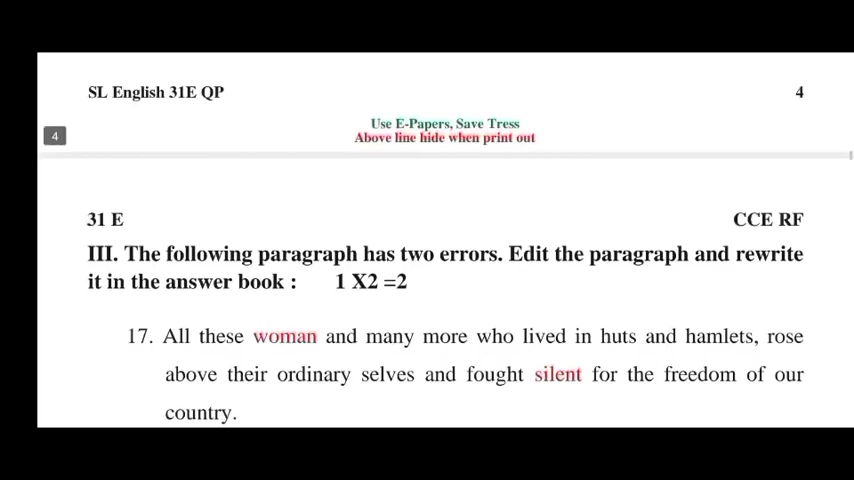 SL English 31E QP 4
4 Use E-Papers, Save Tress
Above line hide when print out
31 E CCE RF
III. The following paragraph has two errors. Edit the paragraph and rewrite
it in the answer book : 1 X2 =2
17. All these woman and many more who lived in huts and hamlets, rose
above their ordinary selves and fought silent for the freedom of our
country.